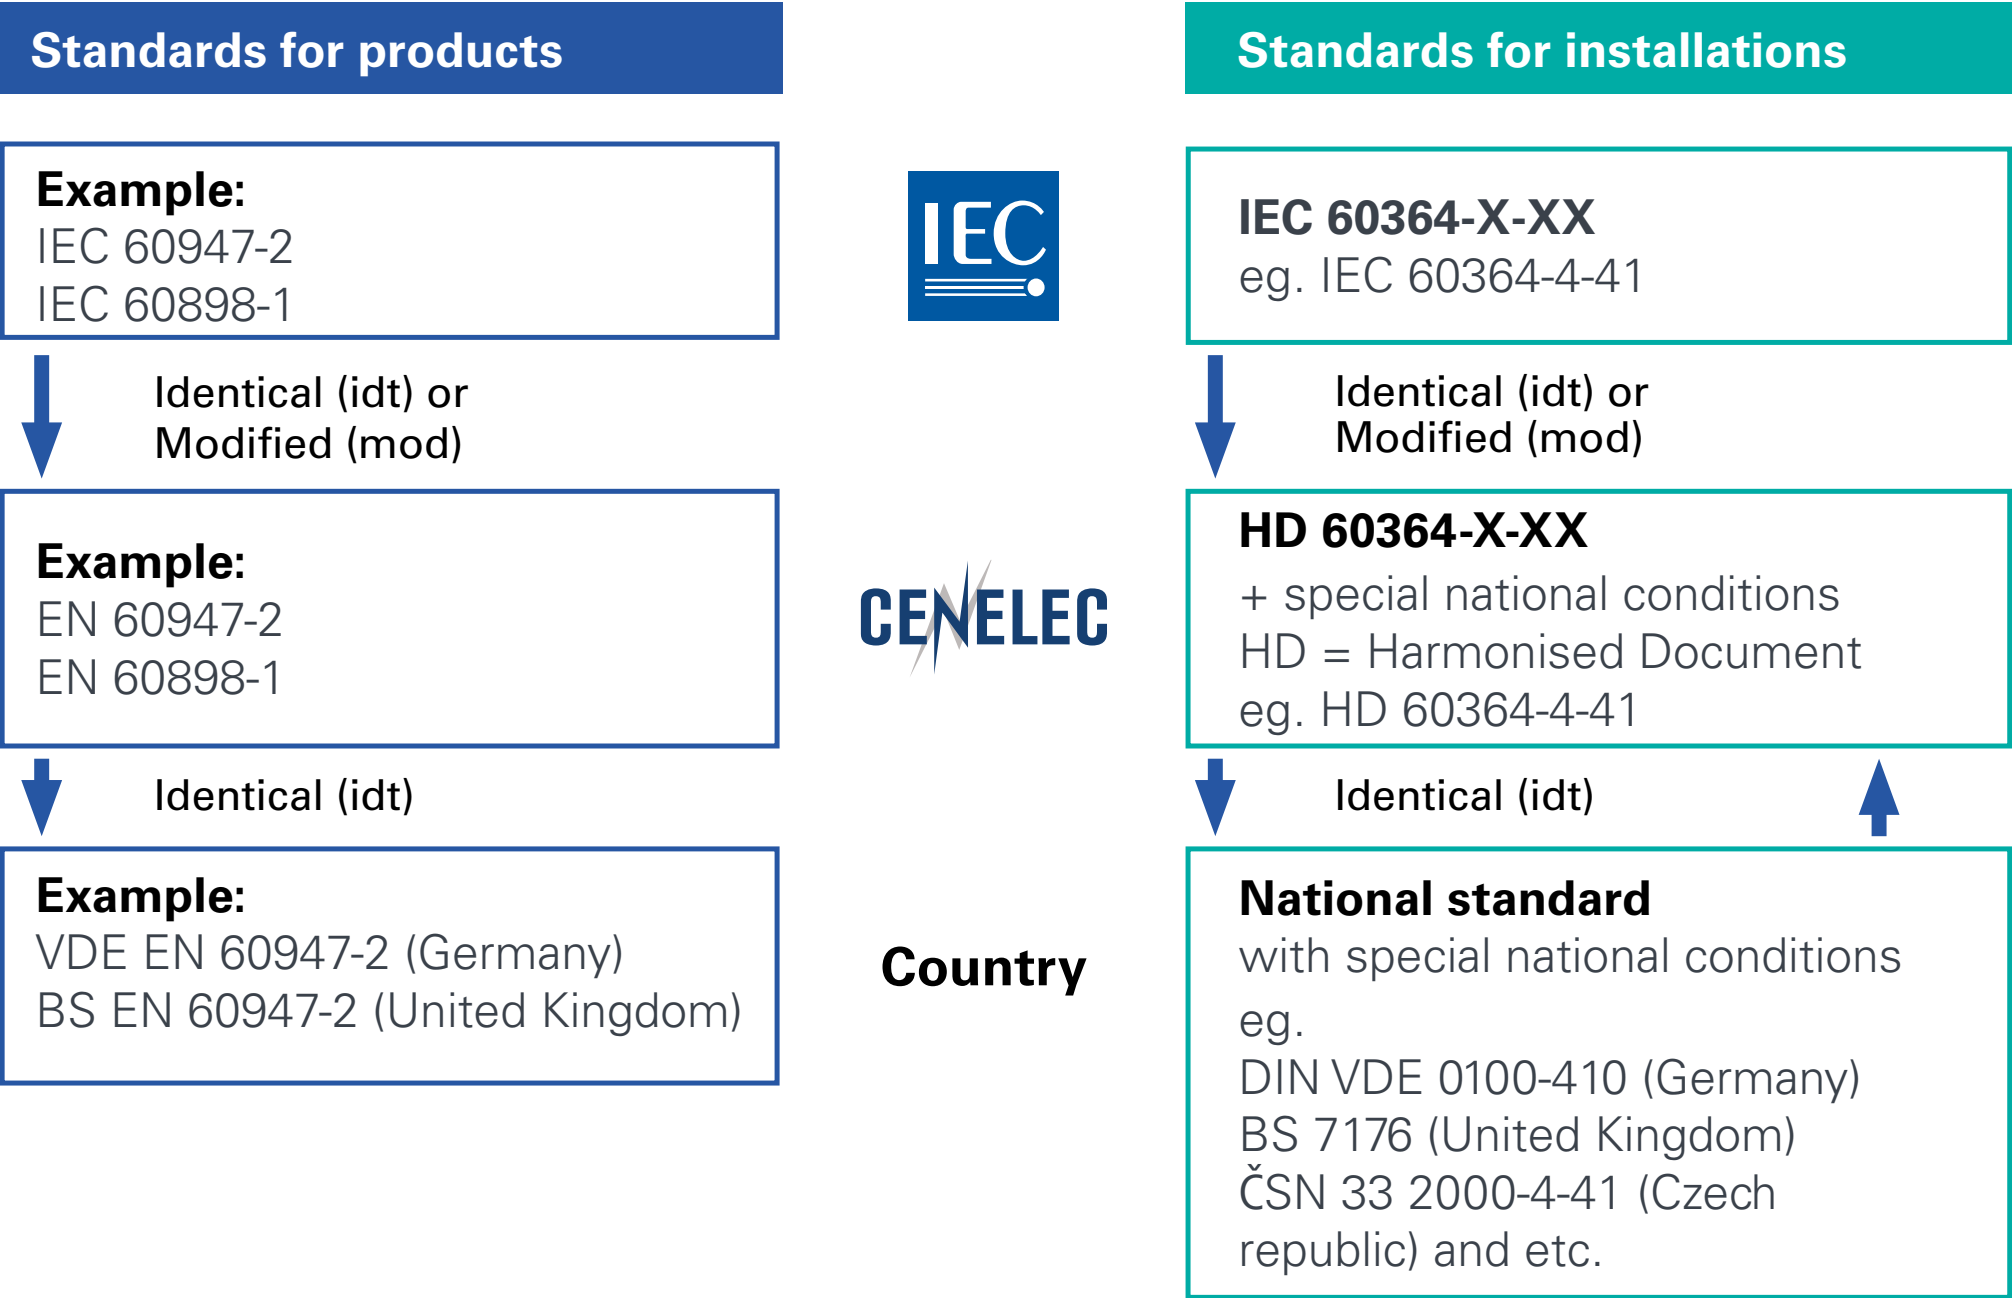 Standards for products
Standards for installations
Example:
IEC 60947-2
IEC 60898-1
IEC
IEC 60364-X-XX
eg. IEC 60364-4-41
Identical (idt) or
Modified (mod)
Identical (idt) or
Modified (mod)
Example:
EN 60947-2
EN 60898-1
CENELEC
HD 60364-X-XX
+ special national conditions
HD = Harmonised Document
eg. HD 60364-4-41
Identical (idt)
Identical (idt)
Example:
VDE EN 60947-2 (Germany)
BS EN 60947-2 (United Kingdom)
Country
National standard
with special national conditions
eg.
DIN VDE 0100-410 (Germany)
BS 7176 (United Kingdom)
ČSN 33 2000-4-41 (Czech
republic) and etc.